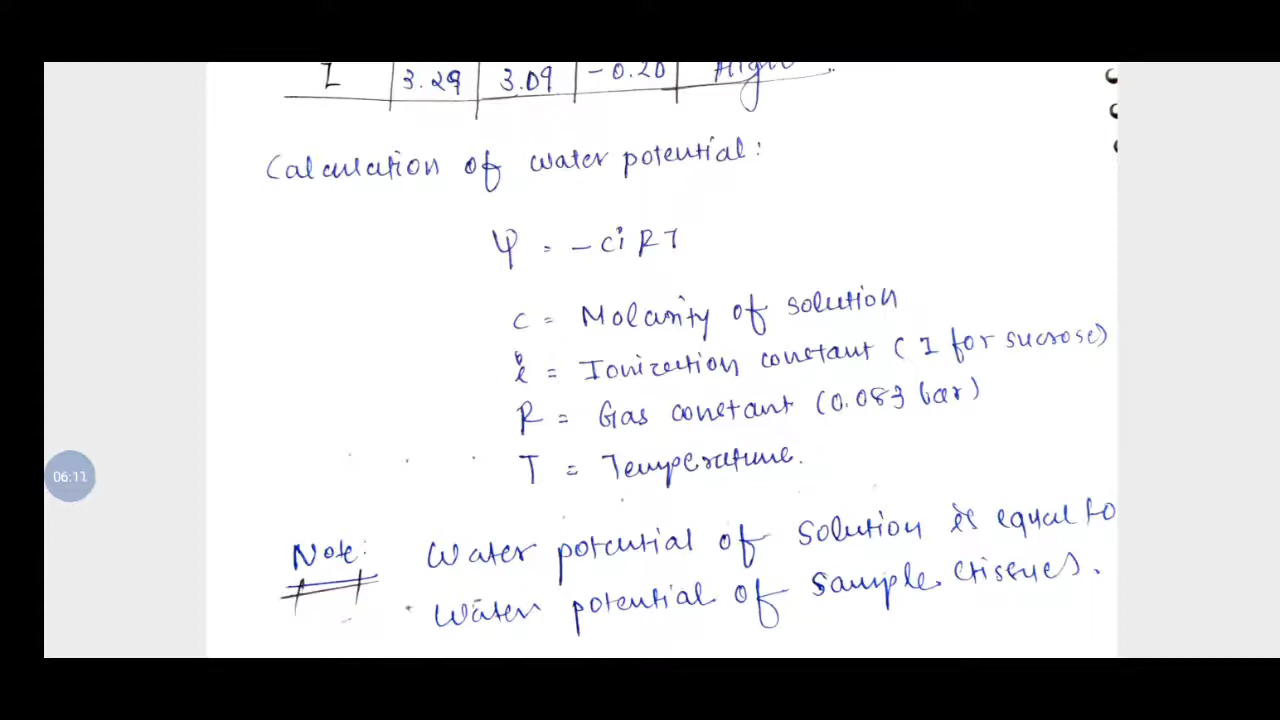 I 3.29 3.09 -0.20 High
Calculation of water potential:
Ψ = -ciRT
C = Molarity of solution
i = Ionization constant (1 for sucrose)
R = Gas constant (0.083 bar)
T = Temperature.
Note: Water potential of solution is equal to
water potential of sample (tissues).
06:11